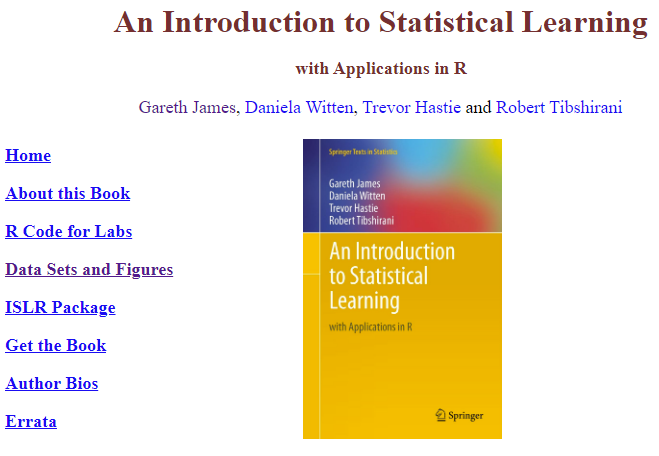 An Introduction to Statistical Learning
with Applications in R
Gareth James, Daniela Witten, Trevor Hastie and Robert Tibshirani
Home
About this Book
R Code for Labs
Data Sets and Figures
ISLR Package
Get the Book
Author Bios
Errata
Springer Texts in Statistics
Gareth James
Daniela Witten
Trevor Hastie
Robert Tibshirani
An Introduction
to Statistical
Learning
with Applications in R
Springer